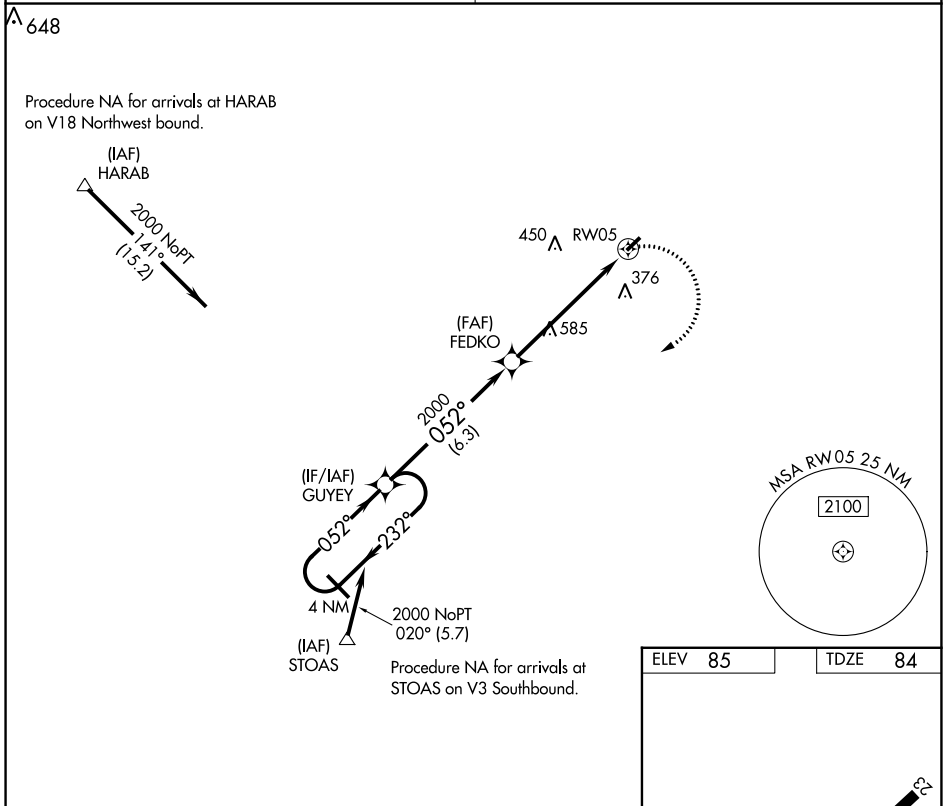 648
Procedure NA for arrivals at HARAB
on V18 Northwest bound.
(IAF)
HARAB
2000 NoPT
141°
(15.2)
450
RW05
376
585
(FAF)
FEDKO
2000
052°
(6.3)
(IF/IAF)
GUYEY
052°
232°
4 NM
2000 NoPT
020° (5.7)
(IAF)
STOAS
Procedure NA for arrivals at
STOAS on V3 Southbound.
MSA RW05 25 NM
2100
ELEV 85
TDZE 84
23